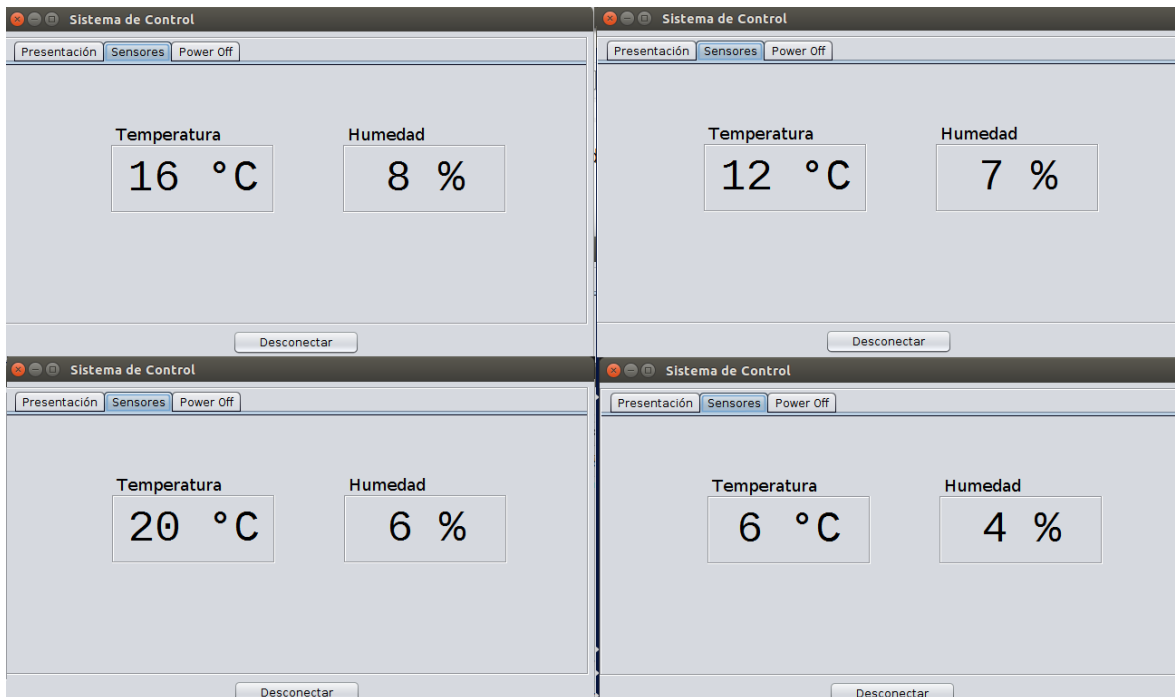 Sistema de Control
Presentación Sensores Power Off
Temperatura Humedad
16 °C 8 %
Desconectar
Sistema de Control
Presentación Sensores Power Off
Temperatura Humedad
12 °C 7 %
Desconectar
Sistema de Control
Presentación Sensores Power Off
Temperatura Humedad
20 °C 6 %
Desconectar
Sistema de Control
Presentación Sensores Power Off
Temperatura Humedad
6 °C 4 %
Desconectar